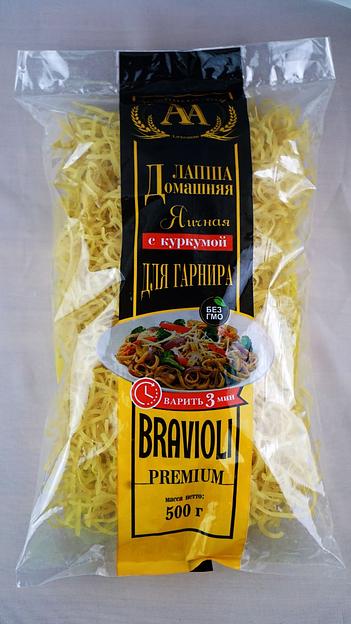 АА
ЛАПША
Домашняя
Яичная
с куркумой
ДЛЯ ГАРНИРА
БЕЗ
ГМО
ВАРИТЬ 3 МИН
BRAVIOLI
PREMIUM
масса нетто:
500 г